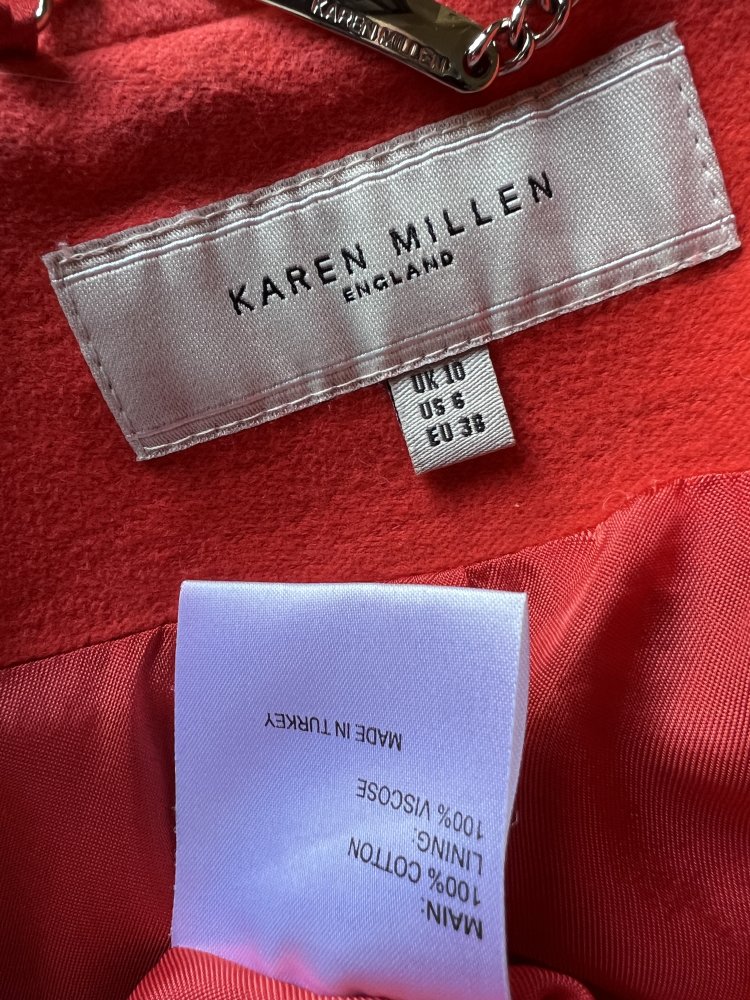 KAREN MILLEN
KAREN MILLEN
ENGLAND
UK 10
US 6
EU 38
MAIN:
100% COTTON
LINING:
100% VISCOSE
MADE IN TURKEY